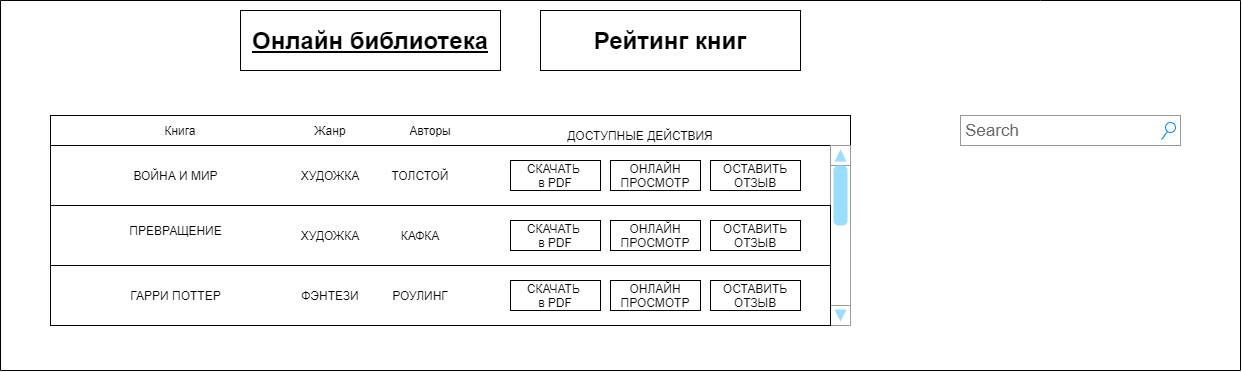 Онлайн библиотека
Рейтинг книг
Книга Жанр Авторы ДОСТУПНЫЕ ДЕЙСТВИЯ
Search
ВОЙНА И МИР ХУДОЖКА ТОЛСТОЙ
СКАЧАТЬ
в PDF
ОНЛАЙН
ПРОСМОТР
ОСТАВИТЬ
ОТЗЫВ
ПРЕВРАЩЕНИЕ ХУДОЖКА КАФКА
СКАЧАТЬ
в PDF
ОНЛАЙН
ПРОСМОТР
ОСТАВИТЬ
ОТЗЫВ
ГАРРИ ПОТТЕР ФЭНТЕЗИ РОУЛИНГ
СКАЧАТЬ
в PDF
ОНЛАЙН
ПРОСМОТР
ОСТАВИТЬ
ОТЗЫВ